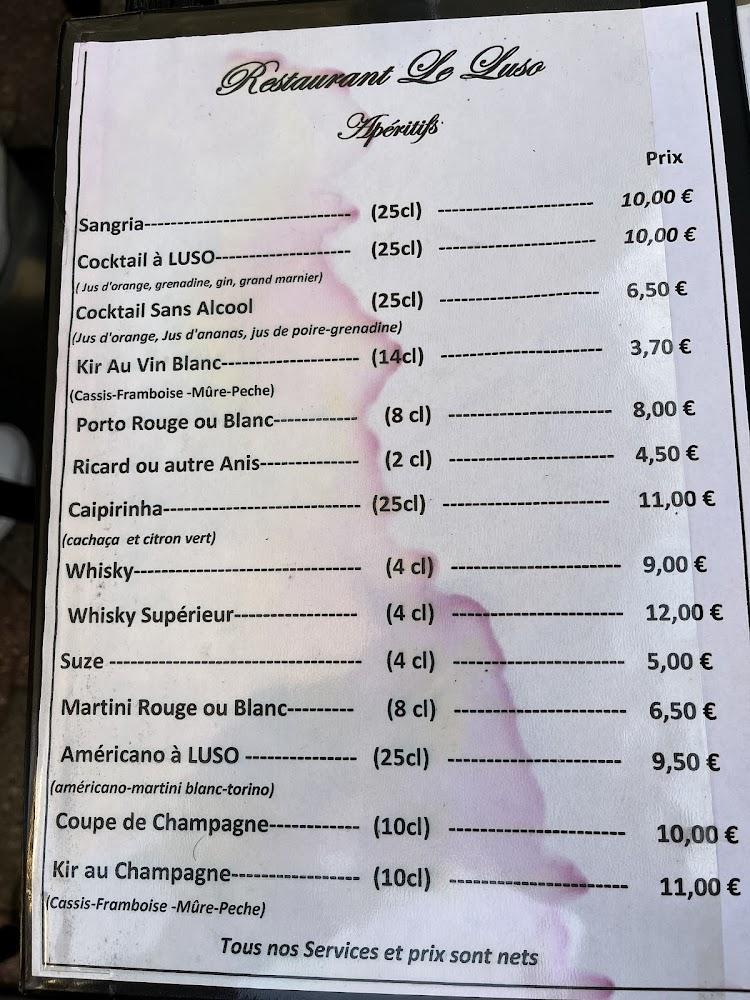 Restaurant Le Luso
Apéritifs
Prix
Sangria-------------------------------- (25cl) ------------------------ 10,00 €
Cocktail à LUSO--------------------- (25cl) ------------------------ 10,00 €
( Jus d'orange, grenadine, gin, grand marnier)
Cocktail Sans Alcool (25cl) ------------------------ 6,50 €
(Jus d'orange, Jus d'ananas, jus de poire-grenadine)
Kir Au Vin Blanc--------------------- (14cl) ------------------------ 3,70 €
(Cassis-Framboise -Mûre-Peche)
Porto Rouge ou Blanc------------- (8 cl) ------------------------ 8,00 €
Ricard ou autre Anis--------------- (2 cl) ------------------------ 4,50 €
Caipirinha------------------------------ (25cl) ------------------------ 11,00 €
(cachaça et citron vert)
Whisky----------------------------------- (4 cl) ------------------------ 9,00 €
Whisky Supérieur------------------- (4 cl) ------------------------ 12,00 €
Suze -------------------------------------- (4 cl) ------------------------ 5,00 €
Martini Rouge ou Blanc---------- (8 cl) ------------------------ 6,50 €
Américano à LUSO ----------------- (25cl) ------------------------ 9,50 €
(américano-martini blanc-torino)
Coupe de Champagne------------- (10cl) ------------------------ 10,00 €
Kir au Champagne------------------- (10cl) ------------------------ 11,00 €
(Cassis-Framboise -Mûre-Peche)
Tous nos Services et prix sont nets